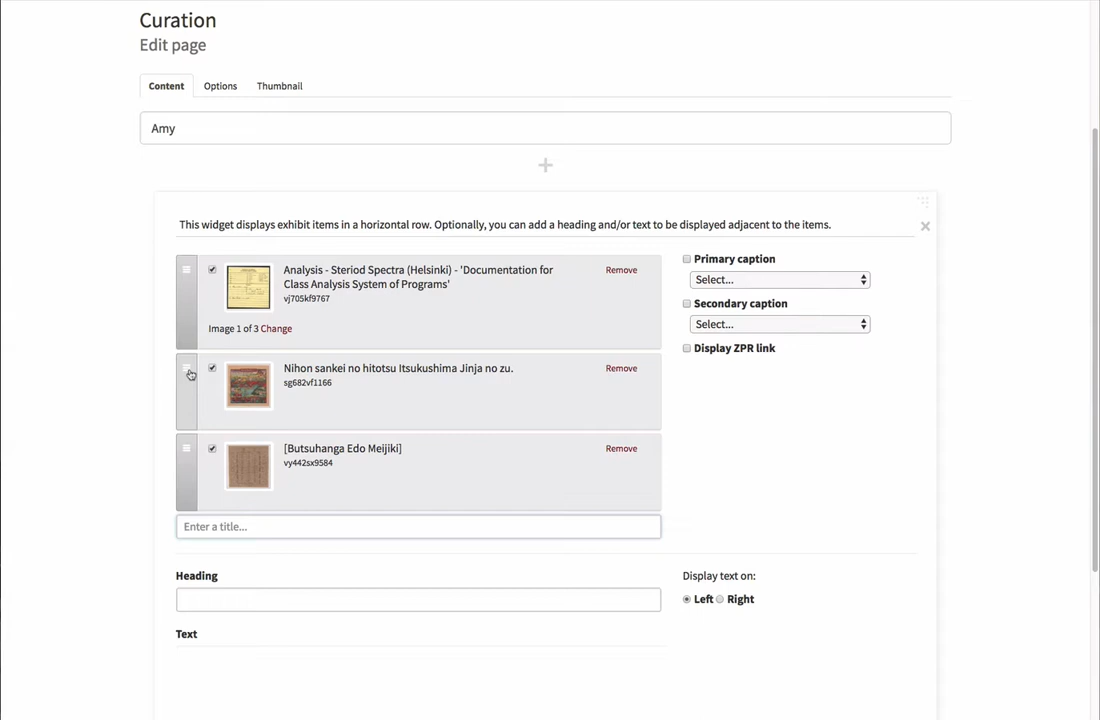 Curation
Edit page
Content Options Thumbnail
Amy
This widget displays exhibit items in a horizontal row. Optionally, you can add a heading and/or text to be displayed adjacent to the items.
Analysis - Steriod Spectra (Helsinki) - 'Documentation for
Class Analysis System of Programs'
vj705kf9767
Remove
Image 1 of 3 Change
Primary caption
Select...
Secondary caption
Select...
Display ZPR link
Nihon sankei no hitotsu Itsukushima Jinja no zu.
sg682vf1166
Remove
[Butsuhanga Edo Meijiki]
vy442sx9584
Remove
Enter a title...
Heading
Display text on:
Left Right
Text